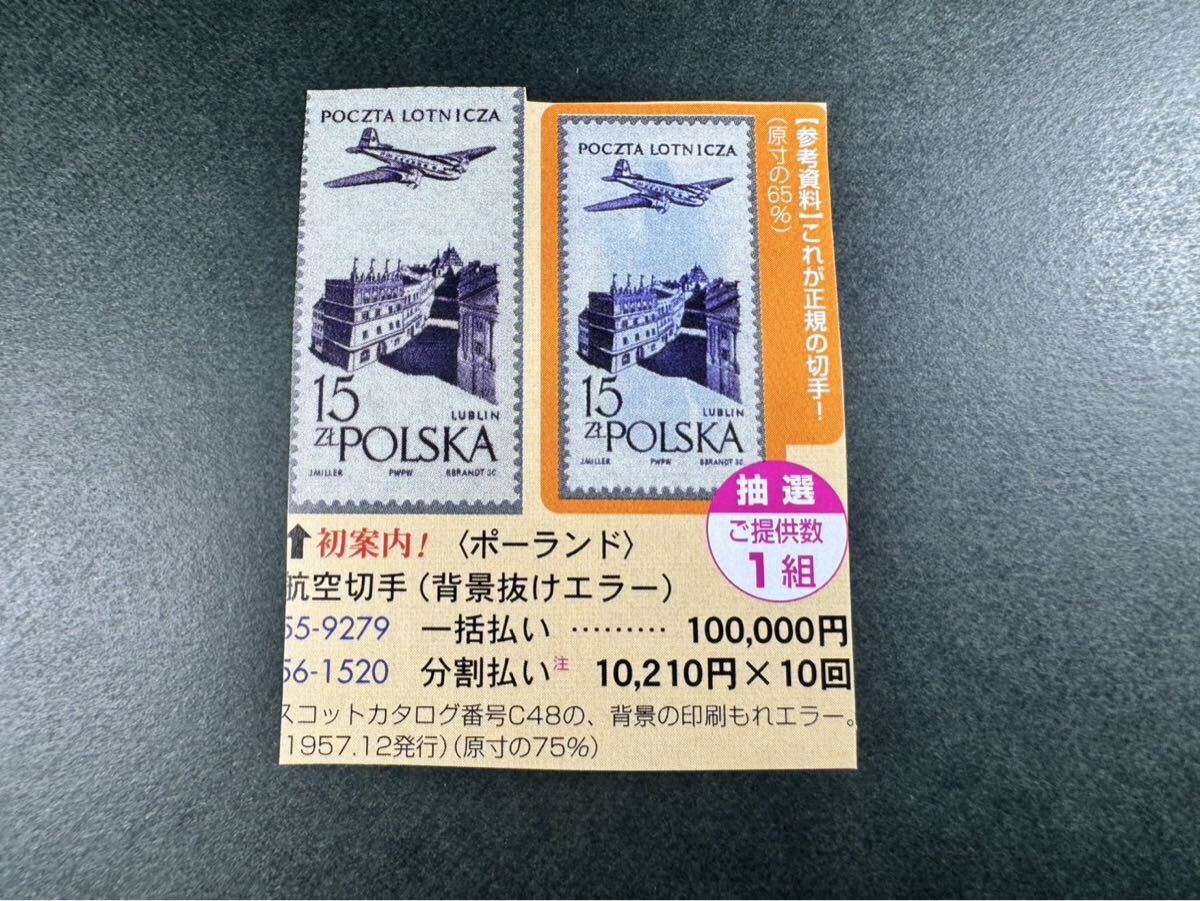 POCZTA LOTNICZA
15
ZŁ POLSKA
LUBLIN
J.MILLER PWPW B.BRANDT SC.
POCZTA LOTNICZA
15
ZŁ POLSKA
LUBLIN
J.MILLER PWPW B.BRANDT SC.
【参考資料】これが正規の切手!
(原寸の65%)
抽選
ご提供数
1組
⬆初案内! 〈ポーランド〉
航空切手(背景抜けエラー)
55-9279 一括払い ……… 100,000円
56-1520 分割払い注 10,210円×10回
スコットカタログ番号C48の、背景の印刷もれエラー。
1957.12発行)(原寸の75%)